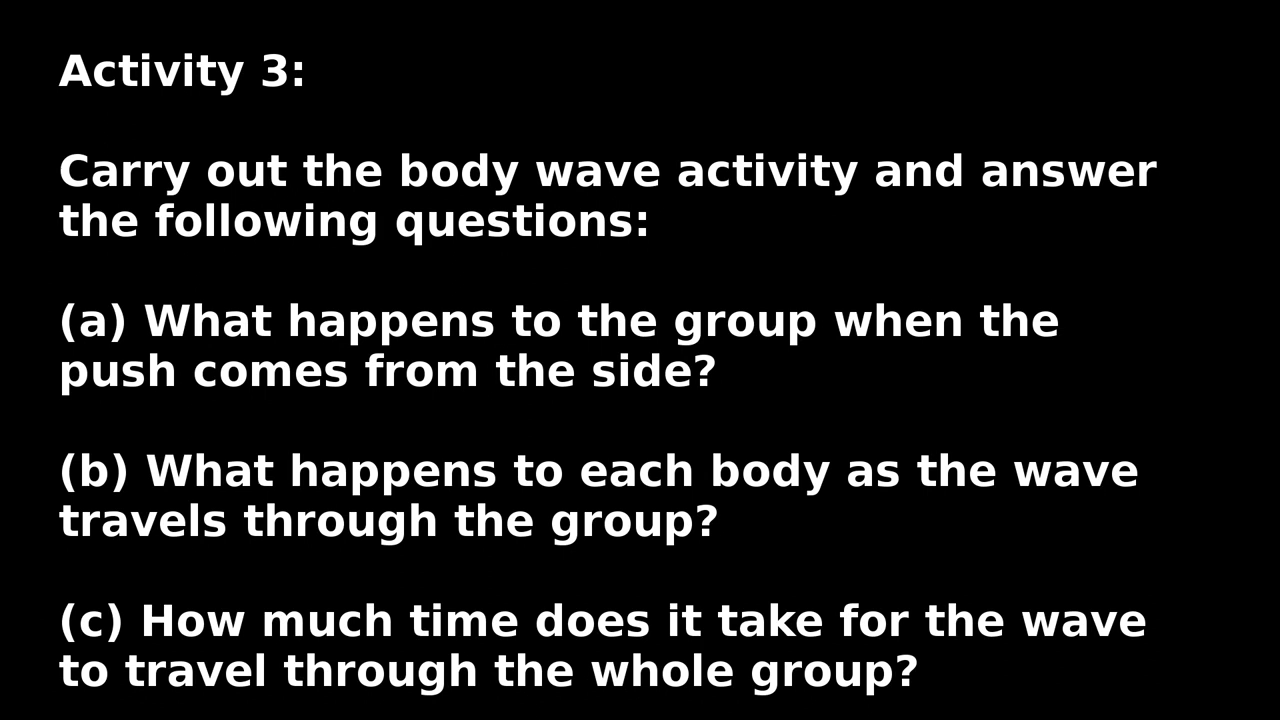 Activity 3:
Carry out the body wave activity and answer
the following questions:
(a) What happens to the group when the
push comes from the side?
(b) What happens to each body as the wave
travels through the group?
(c) How much time does it take for the wave
to travel through the whole group?